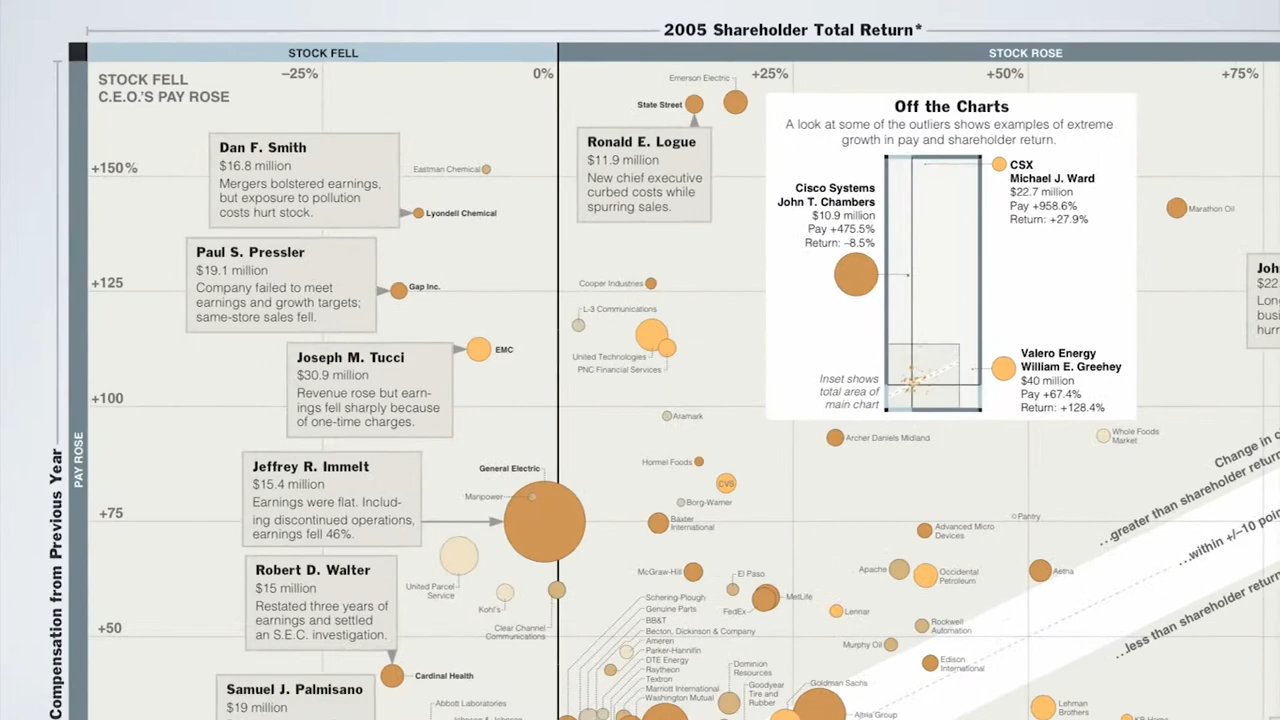 2005 Shareholder Total Return*
STOCK FELL
STOCK ROSE
STOCK FELL
C.E.O.'S PAY ROSE
–25%
0%
+25%
+50%
+75%
Emerson Electric
State Street
Ronald E. Logue
$11.9 million
New chief executive
curbed costs while
spurring sales.
Dan F. Smith
$16.8 million
Mergers bolstered earnings,
but exposure to pollution
costs hurt stock.
+150%
Eastman Chemical
Lyondell Chemical
Paul S. Pressler
$19.1 million
Company failed to meet
earnings and growth targets;
same-store sales fell.
+125
Gap Inc.
Joseph M. Tucci
$30.9 million
Revenue rose but earn-
ings fell sharply because
of one-time charges.
EMC
+100
Off the Charts
A look at some of the outliers shows examples of extreme
growth in pay and shareholder return.
Cisco Systems
John T. Chambers
$10.9 million
Pay +475.5%
Return: –8.5%
CSX
Michael J. Ward
$22.7 million
Pay +958.6%
Return: +27.9%
Valero Energy
William E. Greehey
$40 million
Pay +67.4%
Return: +128.4%
Inset shows
total area of
main chart
Marathon Oil
$22
Cooper Industries
L-3 Communications
United Technologies
PNC Financial Services
Aramark
Archer Daniels Midland
Whole Foods
Market
Hormel Foods
CVS
Borg-Warner
Baxter
International
Pantry
Advanced Micro
Devices
Change in
...greater than shareholder return
...within +/–10
...less than shareholder return
Compensation from Previous Year
PAY ROSE
Jeffrey R. Immelt
$15.4 million
Earnings were flat. Includ-
ing discontinued operations,
earnings fell 46%.
General Electric
Manpower
+75
Robert D. Walter
$15 million
Restated three years of
earnings and settled
an S.E.C. investigation.
United Parcel
Service
Kohl's
Clear Channel
Communications
+50
Cardinal Health
Samuel J. Palmisano
$19 million
Abbott Laboratories
McGraw-Hill
El Paso
FedEx
MetLife
Apache
Occidental
Petroleum
Aetna
Lennar
Rockwell
Automation
Murphy Oil
Edison
International
Schering-Plough
Genuine Parts
BB&T
Becton, Dickinson & Company
Ameren
Parker-Hannifin
DTE Energy
Raytheon
Textron
Marriott International
Washington Mutual
Dominion
Resources
Goodyear
Tire and
Rubber
Goldman Sachs
Altria Group
Lehman
Brothers